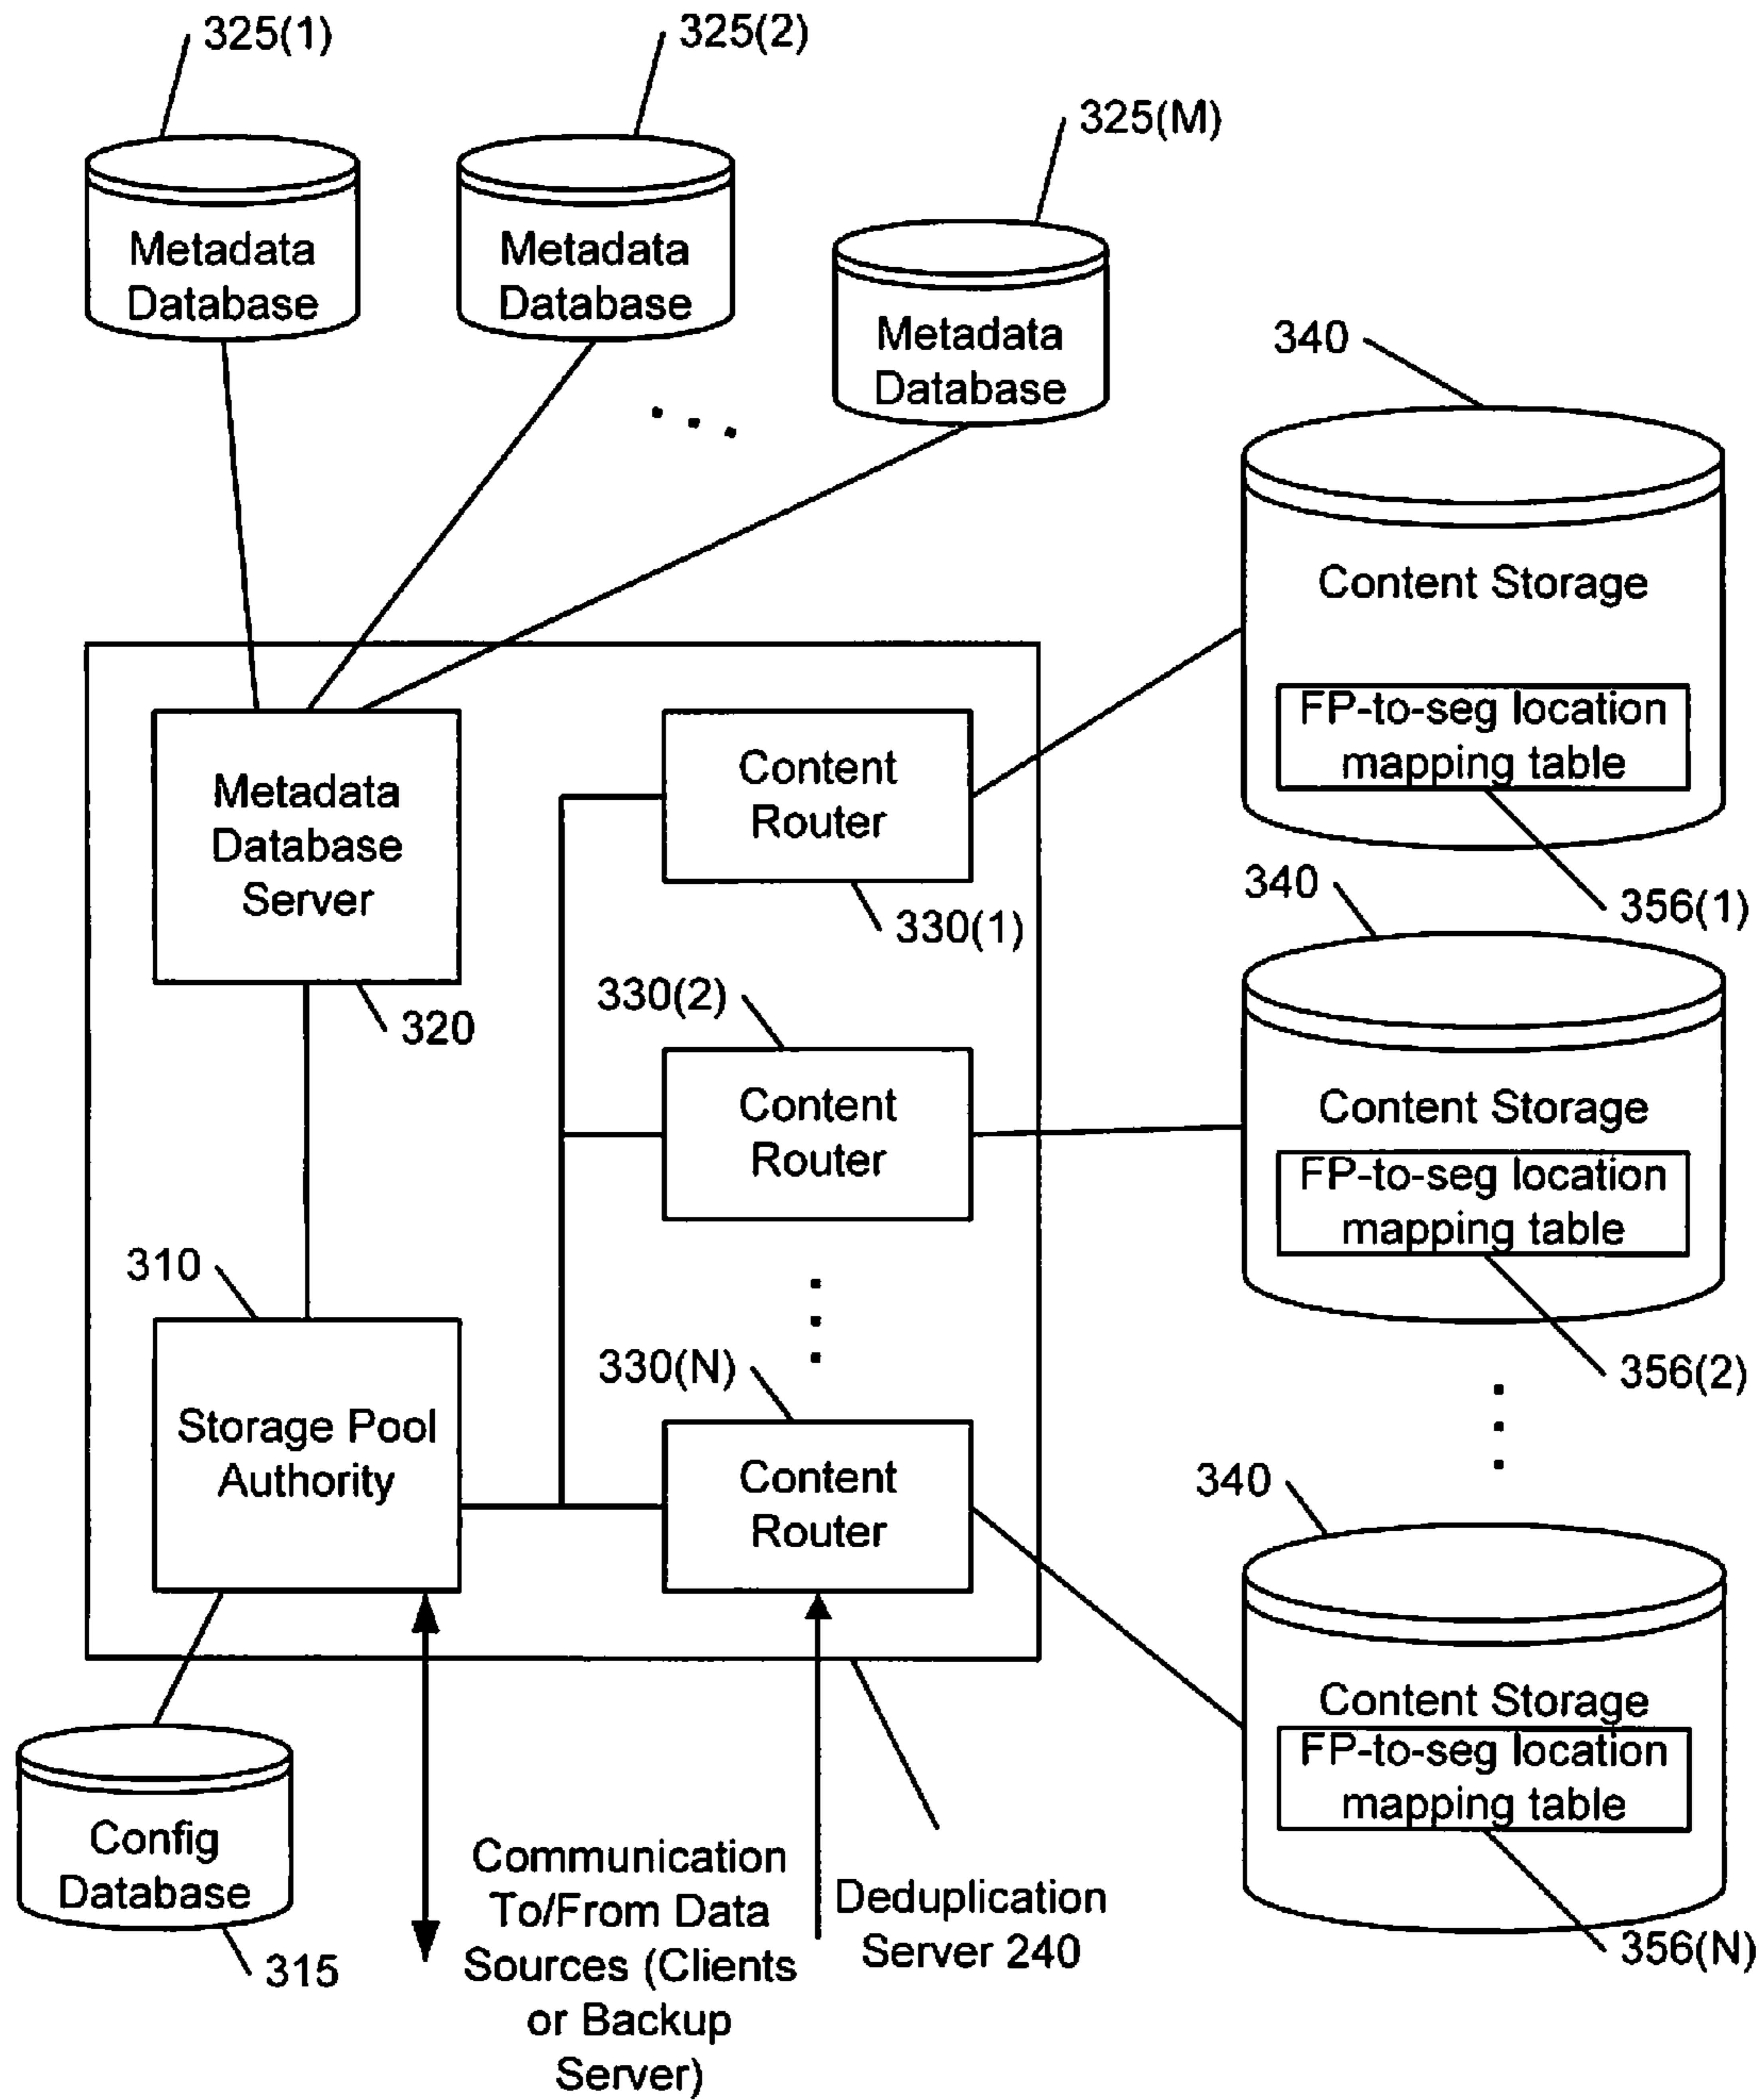 325(1)
325(2)
325(M)
Metadata
Database
Metadata
Database
Metadata
Database
340
Content Storage
FP-to-seg location
mapping table
356(1)
Metadata
Database
Server
320
Content
Router
330(1)
340
330(2)
Content
Router
Content Storage
FP-to-seg location
mapping table
356(2)
310
Storage Pool
Authority
330(N)
Content
Router
340
Content Storage
FP-to-seg location
mapping table
356(N)
Config
Database
315
Communication
To/From Data
Sources (Clients
or Backup
Server)
Deduplication
Server 240